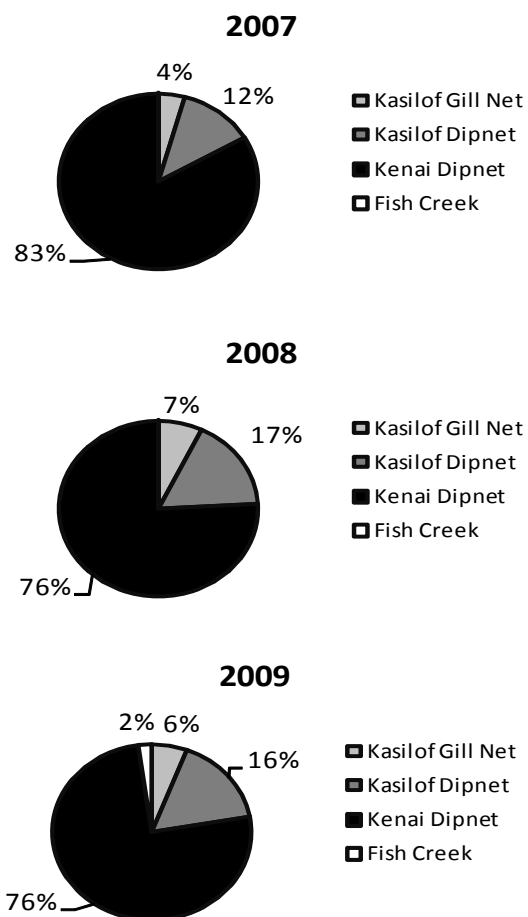 2007
4%
12%
83%
Kasilof Gill Net
Kasilof Dipnet
Kenai Dipnet
Fish Creek
2008
7%
17%
76%
Kasilof Gill Net
Kasilof Dipnet
Kenai Dipnet
Fish Creek
2009
2% 6%
16%
76%
Kasilof Gill Net
Kasilof Dipnet
Kenai Dipnet
Fish Creek